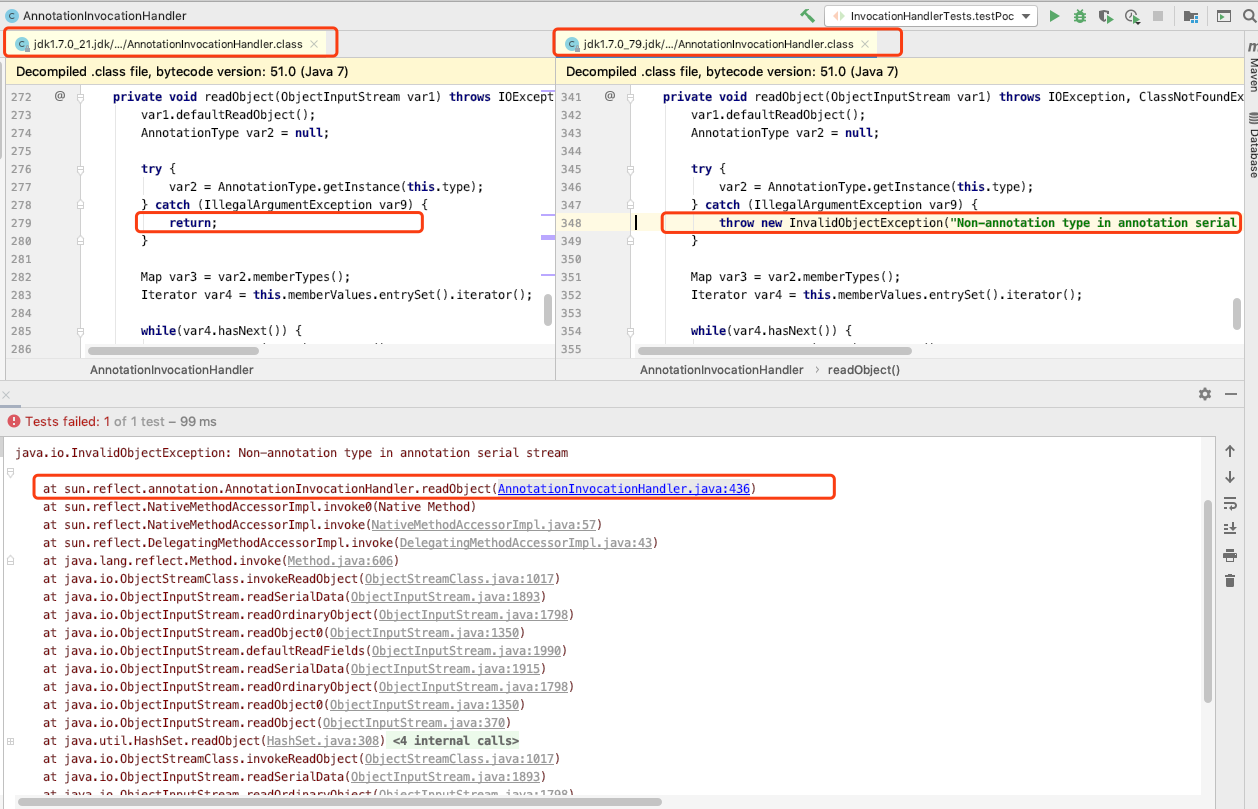 AnnotationInvocationHandler
InvocationHandlerTests.testPoc
jdk1.7.0_21.jdk/.../AnnotationInvocationHandler.class
jdk1.7.0_79.jdk/.../AnnotationInvocationHandler.class
Decompiled .class file, bytecode version: 51.0 (Java 7)
Decompiled .class file, bytecode version: 51.0 (Java 7)
272 @ private void readObject(ObjectInputStream var1) throws IOExcept
273 var1.defaultReadObject();
274 AnnotationType var2 = null;
275
276 try {
277 var2 = AnnotationType.getInstance(this.type);
278 } catch (IllegalArgumentException var9) {
279 return;
280 }
281
282 Map var3 = var2.memberTypes();
283 Iterator var4 = this.memberValues.entrySet().iterator();
284
285 while(var4.hasNext()) {
286
AnnotationInvocationHandler
341 @ private void readObject(ObjectInputStream var1) throws IOException, ClassNotFoundEx
342 var1.defaultReadObject();
343 AnnotationType var2 = null;
344
345 try {
346 var2 = AnnotationType.getInstance(this.type);
347 } catch (IllegalArgumentException var9) {
348 throw new InvalidObjectException("Non-annotation type in annotation serial
349 }
350
351 Map var3 = var2.memberTypes();
352 Iterator var4 = this.memberValues.entrySet().iterator();
353
354 while(var4.hasNext()) {
355
AnnotationInvocationHandler › readObject()
Maven
Database
Tests failed: 1 of 1 test – 99 ms
java.io.InvalidObjectException: Non-annotation type in annotation serial stream
at sun.reflect.annotation.AnnotationInvocationHandler.readObject(AnnotationInvocationHandler.java:436)
at sun.reflect.NativeMethodAccessorImpl.invoke0(Native Method)
at sun.reflect.NativeMethodAccessorImpl.invoke(NativeMethodAccessorImpl.java:57)
at sun.reflect.DelegatingMethodAccessorImpl.invoke(DelegatingMethodAccessorImpl.java:43)
at java.lang.reflect.Method.invoke(Method.java:606)
at java.io.ObjectStreamClass.invokeReadObject(ObjectStreamClass.java:1017)
at java.io.ObjectInputStream.readSerialData(ObjectInputStream.java:1893)
at java.io.ObjectInputStream.readOrdinaryObject(ObjectInputStream.java:1798)
at java.io.ObjectInputStream.readObject0(ObjectInputStream.java:1350)
at java.io.ObjectInputStream.defaultReadFields(ObjectInputStream.java:1990)
at java.io.ObjectInputStream.readSerialData(ObjectInputStream.java:1915)
at java.io.ObjectInputStream.readOrdinaryObject(ObjectInputStream.java:1798)
at java.io.ObjectInputStream.readObject0(ObjectInputStream.java:1350)
at java.io.ObjectInputStream.readObject(ObjectInputStream.java:370)
at java.util.HashSet.readObject(HashSet.java:308) <4 internal calls>
at java.io.ObjectStreamClass.invokeReadObject(ObjectStreamClass.java:1017)
at java.io.ObjectInputStream.readSerialData(ObjectInputStream.java:1893)
at java.io.ObjectInputStream.readOrdinaryObject(ObjectInputStream.java:1798)